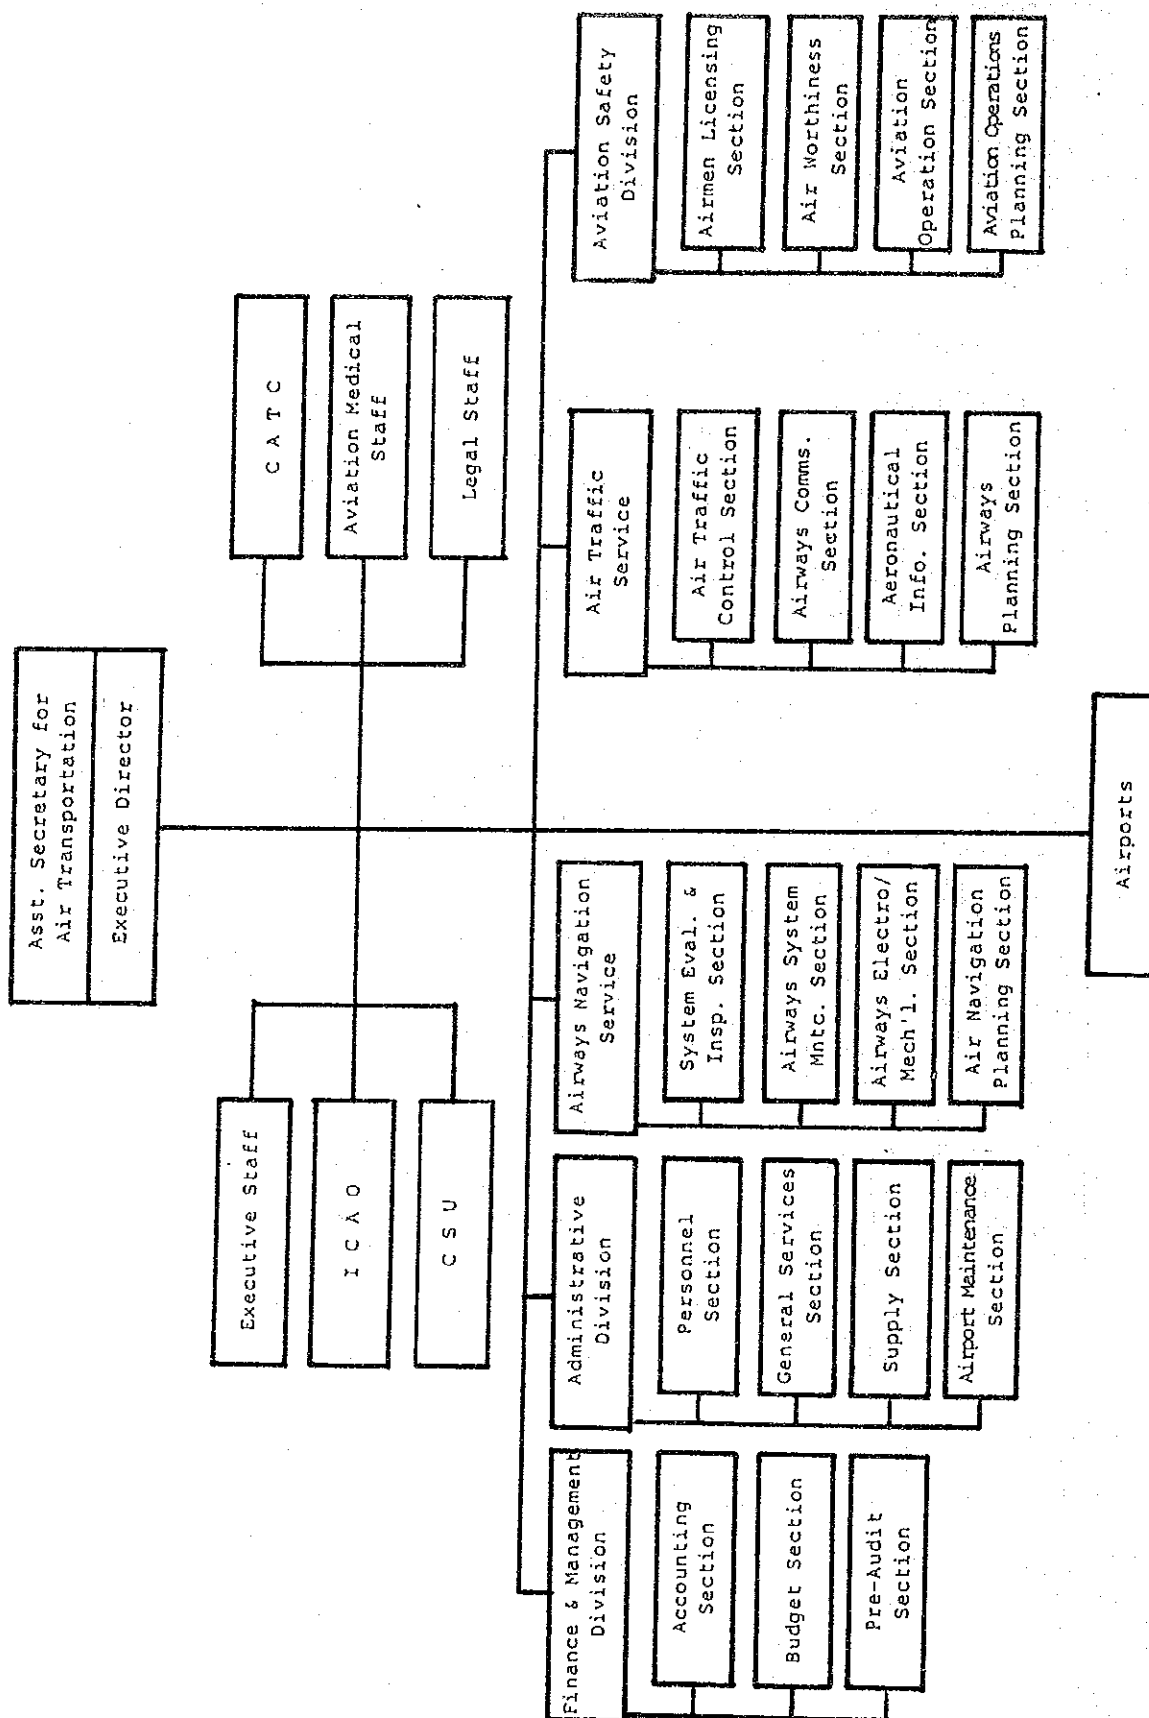 Asst. Secretary for
Air Transportation
Executive Director
Executive Staff
I C A O
C S U
C A T C
Aviation Medical
Staff
Legal Staff
Finance & Management
Division
Accounting
Section
Budget Section
Pre-Audit
Section
Administrative
Division
Personnel
Section
General Services
Section
Supply Section
Airport Maintenance
Section
Airways Navigation
Service
System Eval. &
Insp. Section
Airways System
Mntc. Section
Airways Electro/
Mech'l. Section
Air Navigation
Planning Section
Air Traffic
Service
Air Traffic
Control Section
Airways Comms.
Section
Aeronautical
Info. Section
Airways
Planning Section
Aviation Safety
Division
Airmen Licensing
Section
Air Worthiness
Section
Aviation
Operation Section
Aviation Operations
Planning Section
Airports